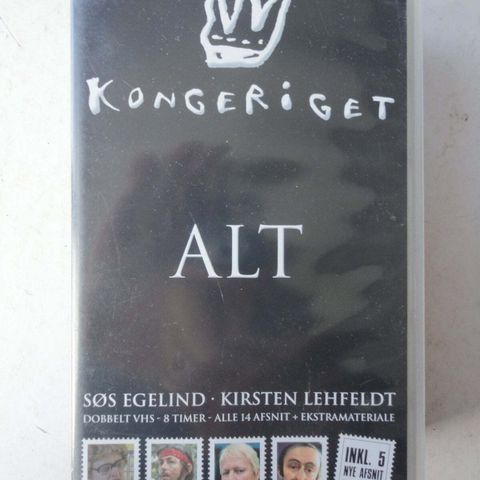 KONGERiGET
ALT
SØS EGELIND · KIRSTEN LEHFELDT
DOBBELT VHS - 8 TIMER - ALLE 14 AFSNIT + EKSTRAMATERIALE
INKL. 5
NYE AFSNIT